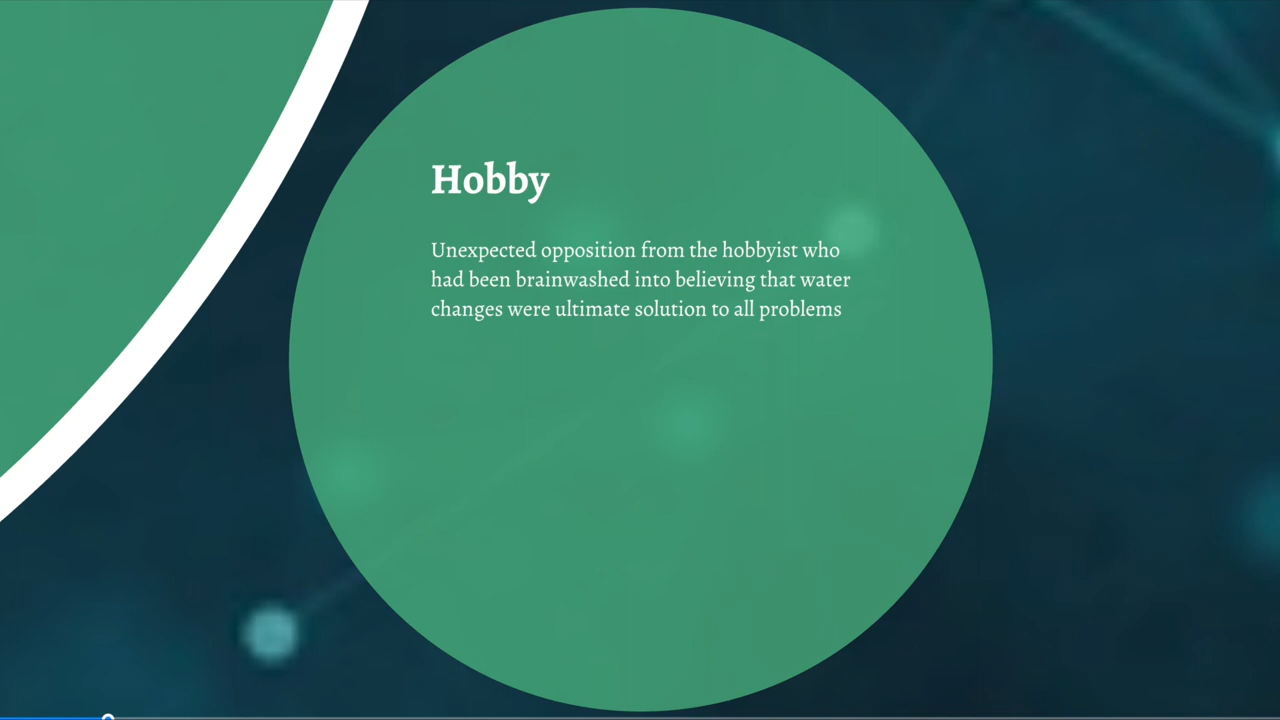 Hobby
Unexpected opposition from the hobbyist who
had been brainwashed into believing that water
changes were ultimate solution to all problems